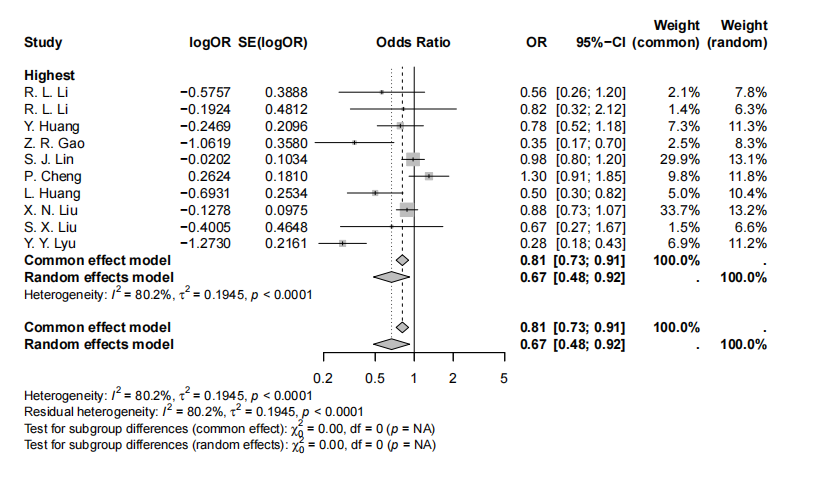 Weight Weight
Study logOR SE(logOR) Odds Ratio OR 95%−CI (common) (random)
Highest
R. L. Li −0.5757 0.3888 0.56 [0.26; 1.20] 2.1% 7.8%
R. L. Li −0.1924 0.4812 0.82 [0.32; 2.12] 1.4% 6.3%
Y. Huang −0.2469 0.2096 0.78 [0.52; 1.18] 7.3% 11.3%
Z. R. Gao −1.0619 0.3580 0.35 [0.17; 0.70] 2.5% 8.3%
S. J. Lin −0.0202 0.1034 0.98 [0.80; 1.20] 29.9% 13.1%
P. Cheng 0.2624 0.1810 1.30 [0.91; 1.85] 9.8% 11.8%
L. Huang −0.6931 0.2534 0.50 [0.30; 0.82] 5.0% 10.4%
X. N. Liu −0.1278 0.0975 0.88 [0.73; 1.07] 33.7% 13.2%
S. X. Liu −0.4005 0.4648 0.67 [0.27; 1.67] 1.5% 6.6%
Y. Y. Lyu −1.2730 0.2161 0.28 [0.18; 0.43] 6.9% 11.2%
Common effect model 0.81 [0.73; 0.91] 100.0% .
Random effects model 0.67 [0.48; 0.92] . 100.0%
Heterogeneity: I² = 80.2%, τ² = 0.1945, p < 0.0001
Common effect model 0.81 [0.73; 0.91] 100.0% .
Random effects model 0.67 [0.48; 0.92] . 100.0%
0.2 0.5 1 2 5
Heterogeneity: I² = 80.2%, τ² = 0.1945, p < 0.0001
Residual heterogeneity: I² = 80.2%, τ² = 0.1945, p < 0.0001
Test for subgroup differences (common effect): χ₀² = 0.00, df = 0 (p = NA)
Test for subgroup differences (random effects): χ₀² = 0.00, df = 0 (p = NA)